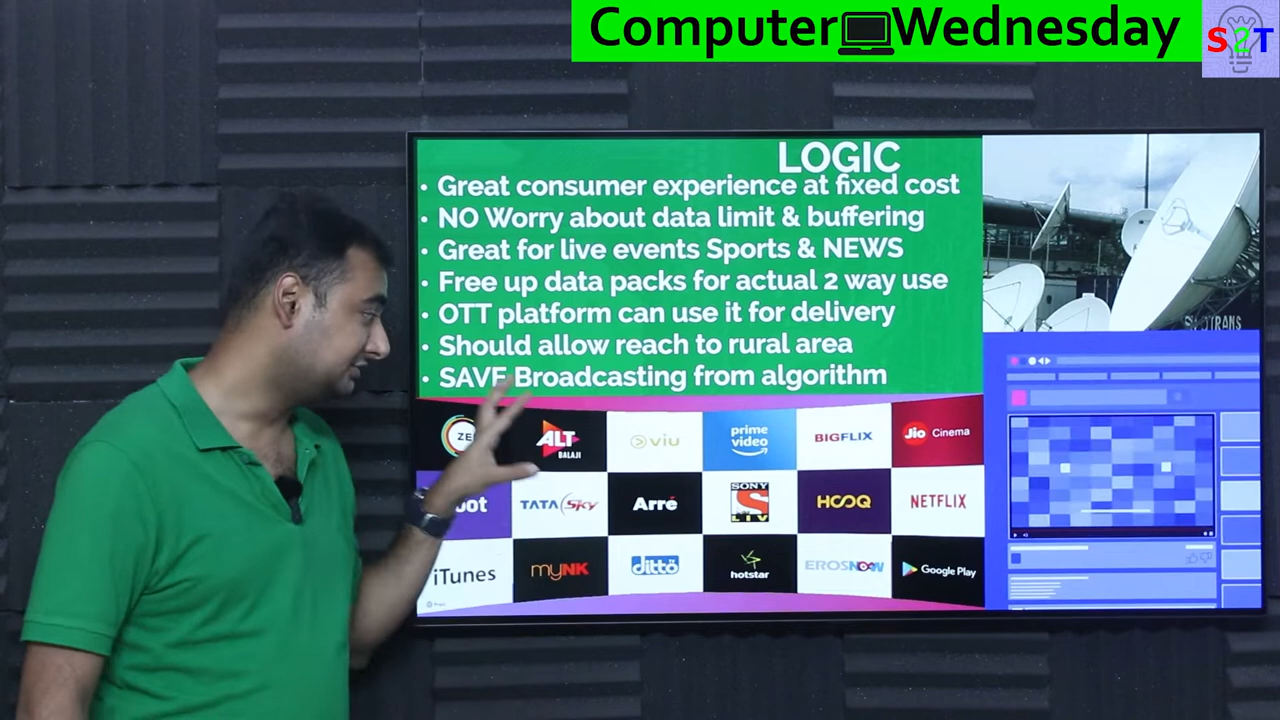 Computer Wednesday
S2T
LOGIC
• Great consumer experience at fixed cost
• NO Worry about data limit & buffering
• Great for live events Sports & NEWS
• Free up data packs for actual 2 way use
• OTT platform can use it for delivery
• Should allow reach to rural area
• SAVE Broadcasting from algorithm
ALT BALAJI
viu
prime video
BIGFLIX
Jio Cinema
TATA Sky
Arré
SONY LIV
HOOQ
NETFLIX
iTunes
myNK
ditto
hotstar
EROSNOW
Google Play